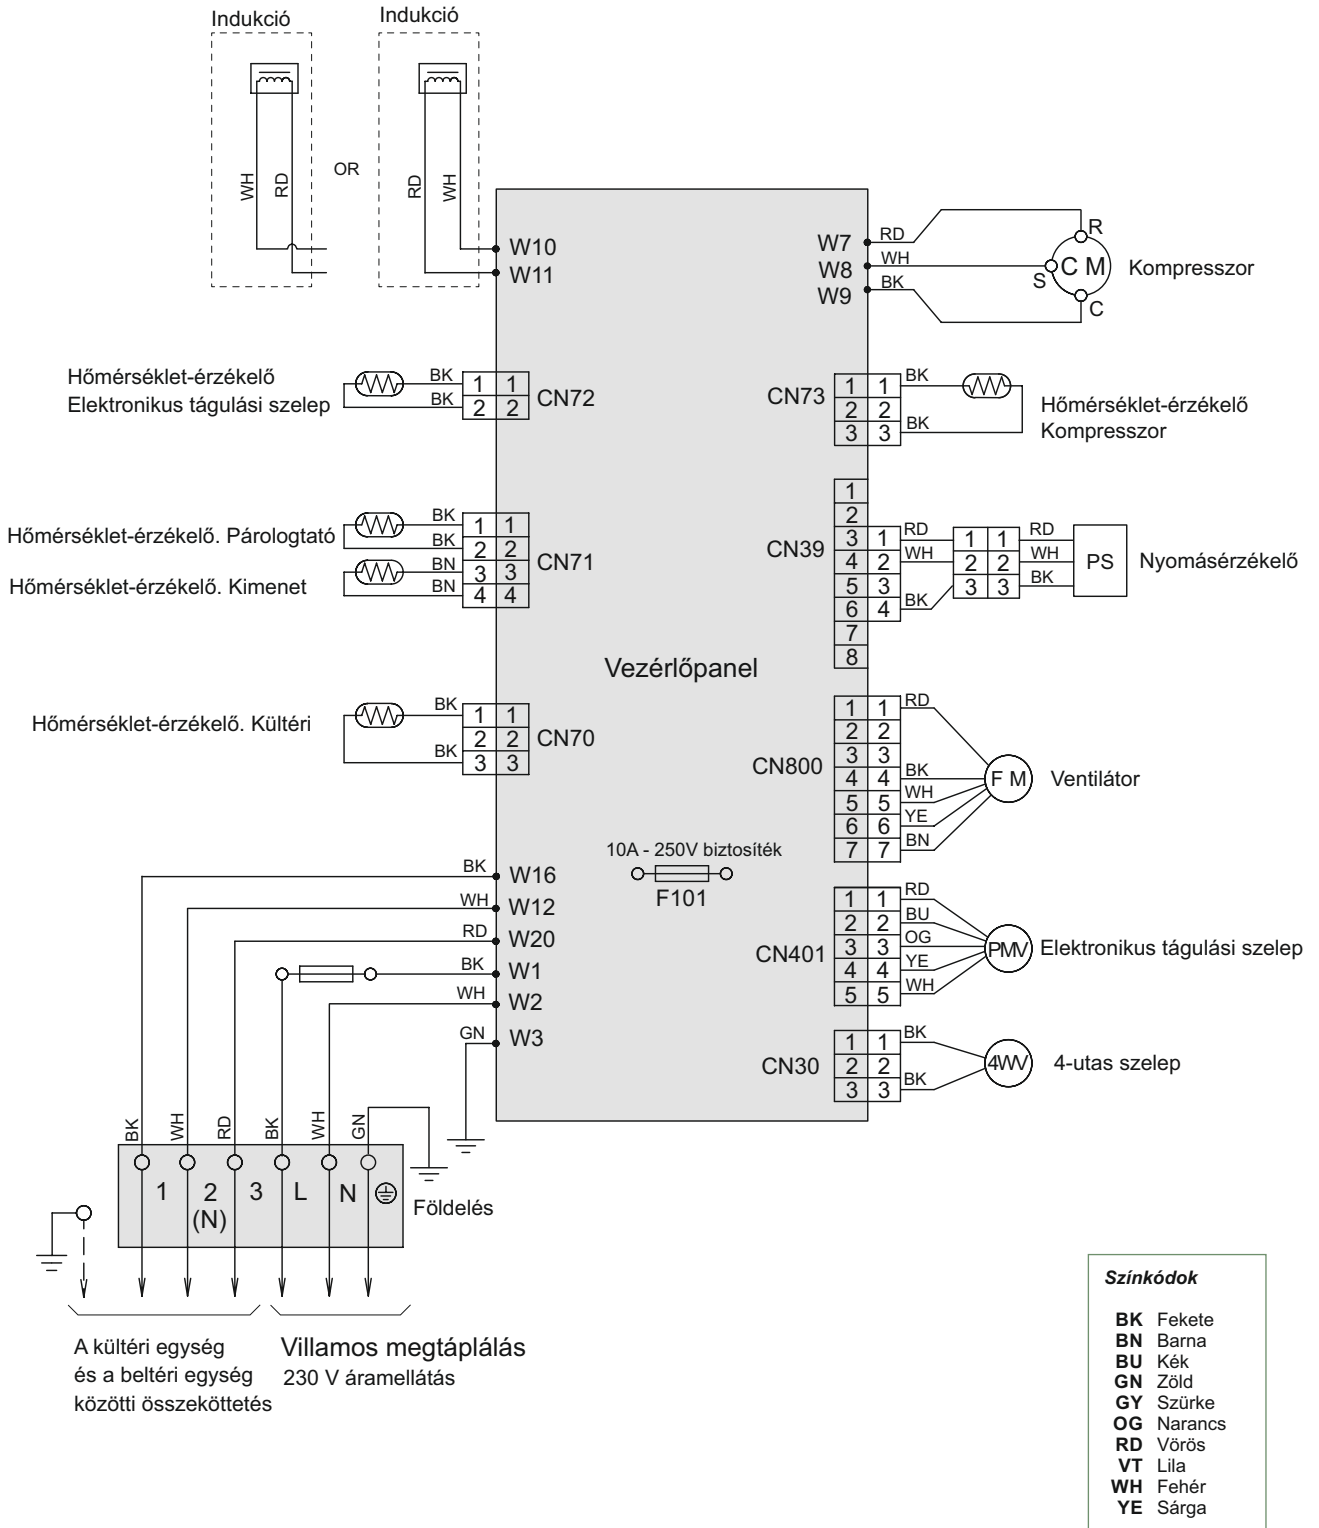 Indukció
Indukció
WH
RD
OR
RD
WH
W10
W11
W7
RD
W8
WH
W9
BK
R
S
C M
C
Kompresszor
Hőmérséklet-érzékelő
Elektronikus tágulási szelep
BK
BK
1 1
2 2
CN72
CN73
1 1
2 2
3 3
BK
BK
Hőmérséklet-érzékelő
Kompresszor
Hőmérséklet-érzékelő. Párologtató
Hőmérséklet-érzékelő. Kimenet
BK
BK
BN
BN
1 1
2 2
3 3
4 4
CN71
CN39
1
2
3 1
4 2
5 3
6 4
7
8
RD
WH
BK
1 1
2 2
3 3
RD
WH
BK
PS
Nyomásérzékelő
Vezérlőpanel
Hőmérséklet-érzékelő. Kültéri
BK
BK
1 1
2 2
3 3
CN70
CN800
1 1
2 2
3 3
4 4
5 5
6 6
7 7
RD
BK
WH
YE
BN
F M
Ventilátor
10A - 250V biztosíték
F101
BK
W16
WH
W12
RD
W20
BK
W1
WH
W2
GN
W3
CN401
1 1
2 2
3 3
4 4
5 5
RD
BU
OG
YE
WH
PMV
Elektronikus tágulási szelep
CN30
1 1
2 2
3 3
BK
BK
4WV
4-utas szelep
BK
WH
RD
BK
WH
GN
1
2
(N)
3
L
N
Földelés
A kültéri egység
és a beltéri egység
közötti összeköttetés
Villamos megtáplálás
230 V áramellátás
Színkódok
BK Fekete
BN Barna
BU Kék
GN Zöld
GY Szürke
OG Narancs
RD Vörös
VT Lila
WH Fehér
YE Sárga